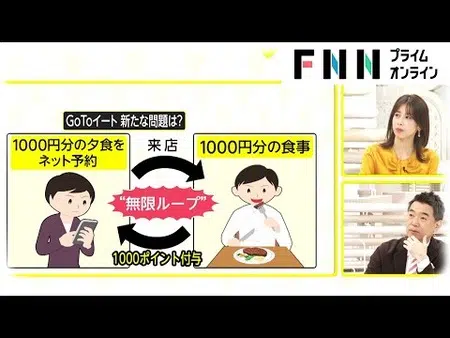 FNN プライム
オンライン
GoToイート 新たな問題は?
1000円分の夕食を
ネット予約
来店
1000円分の食事
“無限ループ”
1000ポイント付与